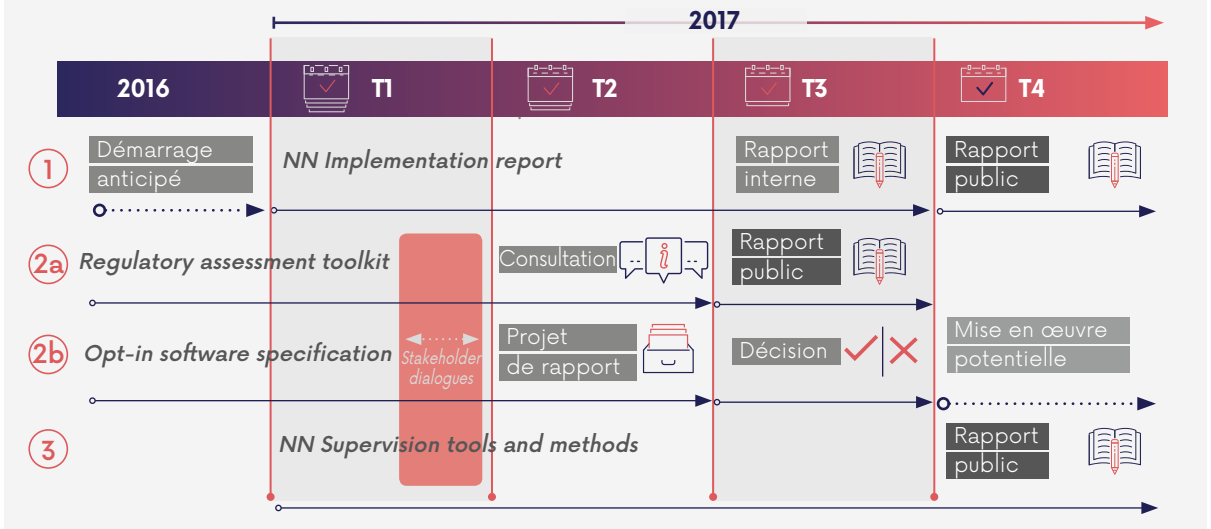 2017
2016
T1
T2
T3
T4
1
Démarrage
anticipé
NN Implementation report
Rapport
interne
Rapport
public
2a
Regulatory assessment toolkit
Consultation
i
Rapport
public
2b
Opt-in software specification
Stakeholder
dialogues
Projet
de rapport
Décision
Mise en œuvre
potentielle
3
NN Supervision tools and methods
Rapport
public